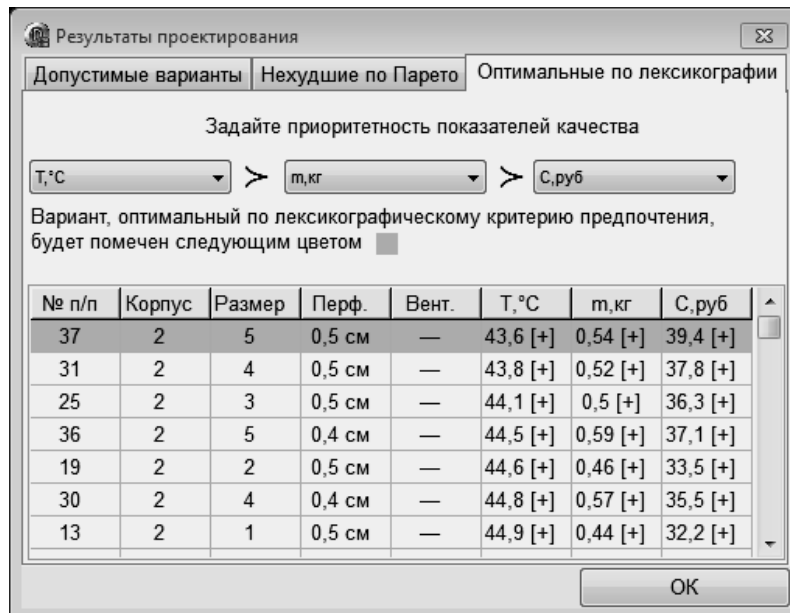 Результаты проектирования
Допустимые варианты Нехудшие по Парето Оптимальные по лексикографии
Задайте приоритетность показателей качества
T,°C ≻ m,кг ≻ C,руб
Вариант, оптимальный по лексикографическому критерию предпочтения,
будет помечен следующим цветом
№ п/п Корпус Размер Перф. Вент. T,°C m,кг C,руб
37 2 5 0,5 см — 43,6 [+] 0,54 [+] 39,4 [+]
31 2 4 0,5 см — 43,8 [+] 0,52 [+] 37,8 [+]
25 2 3 0,5 см — 44,1 [+] 0,5 [+] 36,3 [+]
36 2 5 0,4 см — 44,5 [+] 0,59 [+] 37,1 [+]
19 2 2 0,5 см — 44,6 [+] 0,46 [+] 33,5 [+]
30 2 4 0,4 см — 44,8 [+] 0,57 [+] 35,5 [+]
13 2 1 0,5 см — 44,9 [+] 0,44 [+] 32,2 [+]
ОК